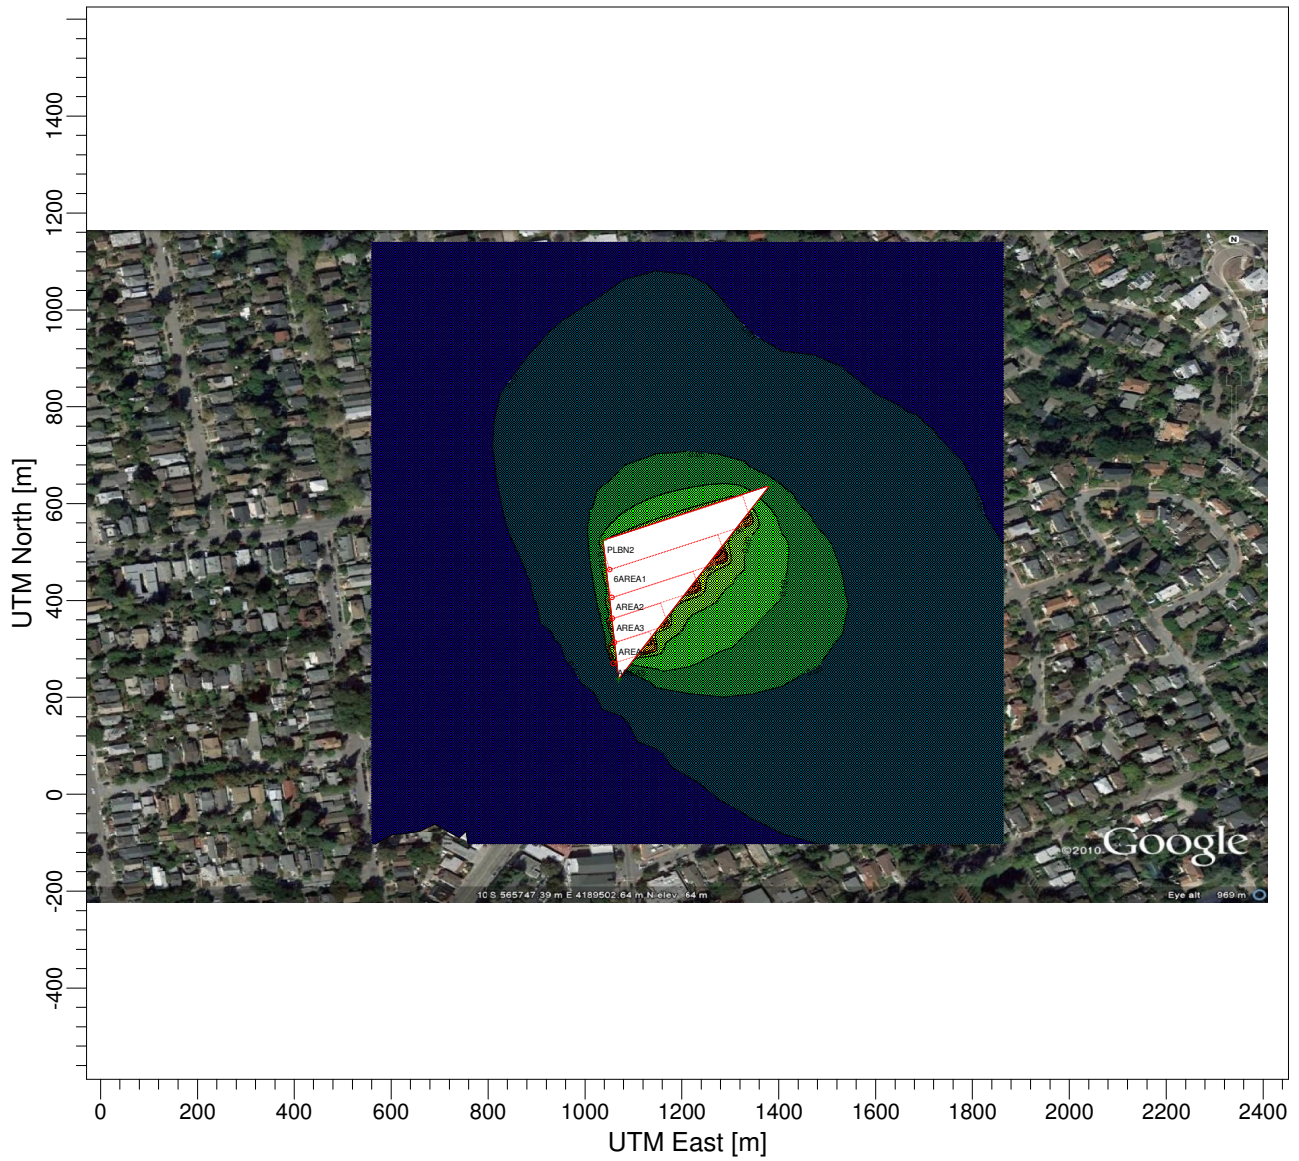 UTM North [m]
1400
1200
1000
800
600
400
200
0
-200
-400
PLBN2
6AREA1
AREA2
AREA3
AREA
©2010 Google
10 S 565747.39 m E 4189502.64 m N elev 64 m
Eye alt 969 m
N
0 200 400 600 800 1000 1200 1400 1600 1800 2000 2200 2400
UTM East [m]